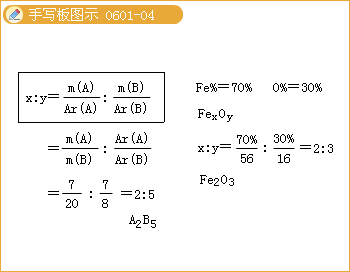 手写板图示 0601-04
x:y=m(A)/Ar(A):m(B)/Ar(B)
=m(A)/m(B):Ar(A)/Ar(B)
=7/20:7/8=2:5
A₂B₅
Fe%=70% O%=30%
FeₓOᵧ
x:y=70%/56:30%/16=2:3
Fe₂O₃